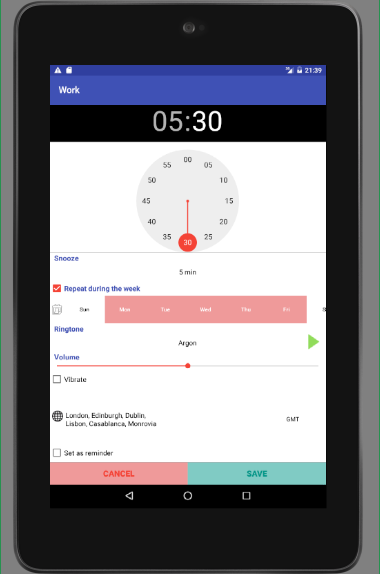 21:39
Work
05:30
00
55 05
50 10
45 15
40 20
35 25
30
Snooze
5 min
Repeat during the week
Sun Mon Tue Wed Thu Fri S
Ringtone
Argon
Volume
Vibrate
London, Edinburgh, Dublin,
Lisbon, Casablanca, Monrovia
GMT
Set as reminder
CANCEL SAVE